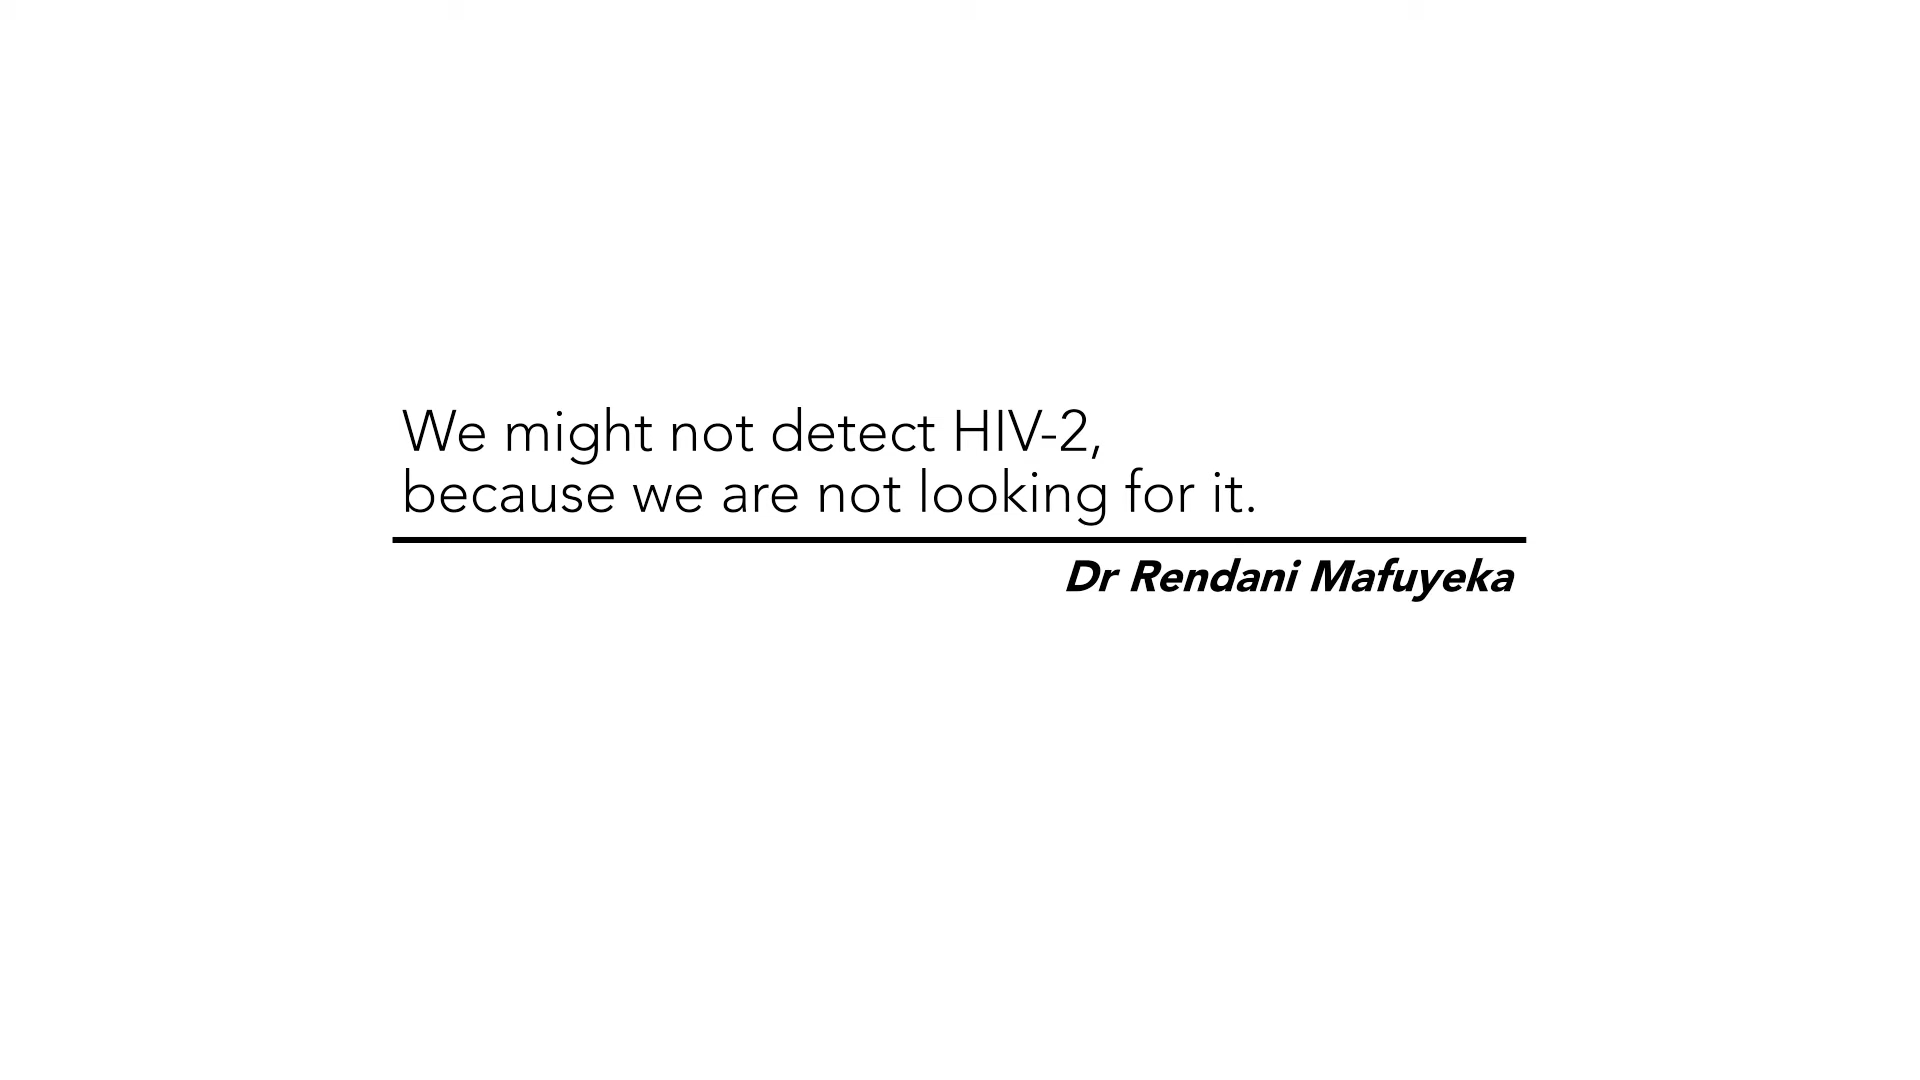 We might not detect HIV-2,
because we are not looking for it.
Dr Rendani Mafuyeka